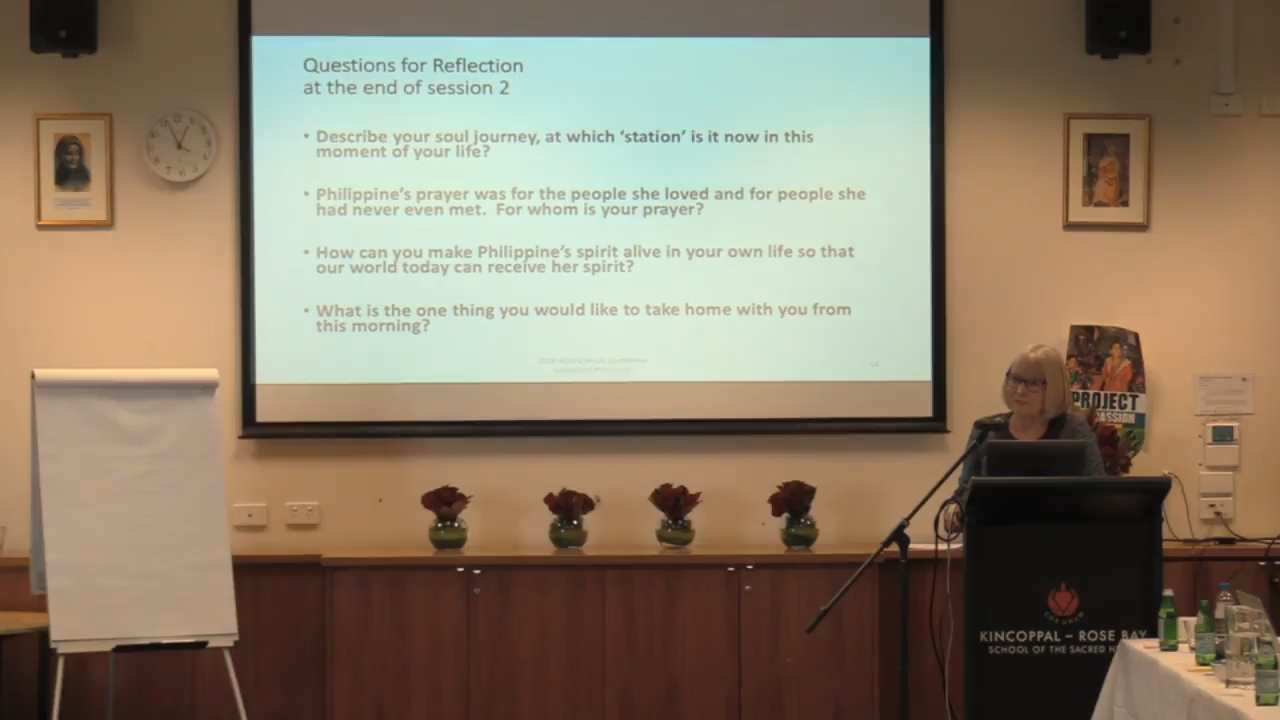 Questions for Reflection
at the end of session 2
• Describe your soul journey, at which ‘station’ is it now in this
moment of your life?
• Philippine’s prayer was for the people she loved and for people she
had never even met. For whom is your prayer?
• How can you make Philippine’s spirit alive in your own life so that
our world today can receive her spirit?
• What is the one thing you would like to take home with you from
this morning?
PROJECT
KINCOPPAL – ROSE BAY
SCHOOL OF THE SACRED